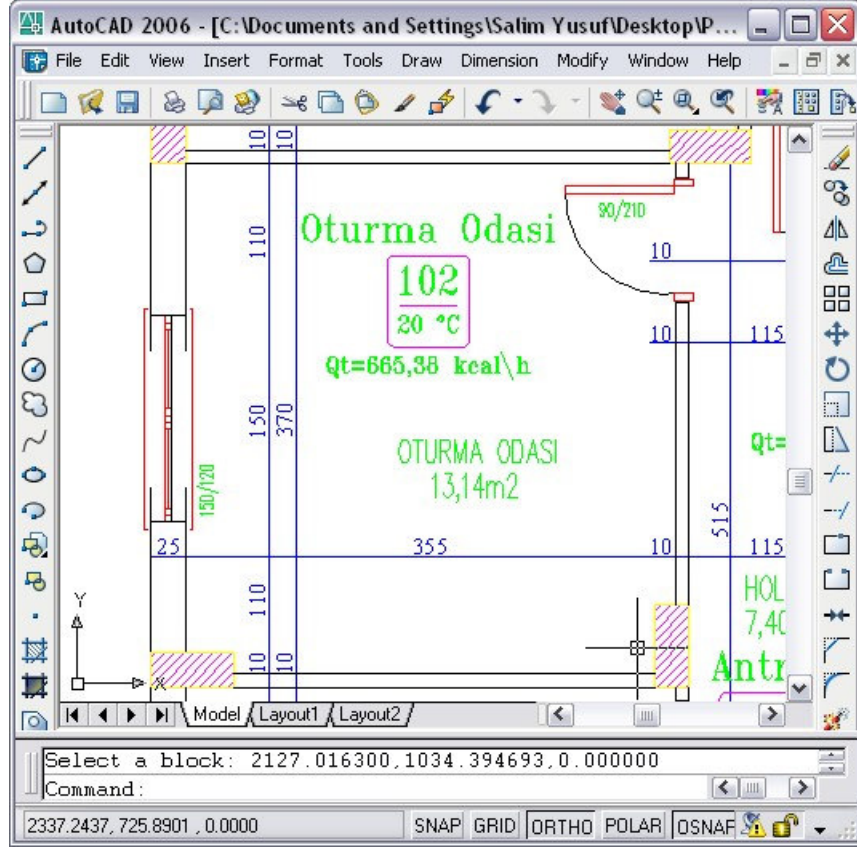 AutoCAD 2006 - [C:\Documents and Settings\Salim Yusuf\Desktop\P...
File Edit View Insert Format Tools Draw Dimension Modify Window Help
10 10
90/210
110
Oturma Odasi
10
102
20 °C
10 115
Qt=665,38 kcal\h
150 370
Qt=
OTURMA ODASI
13,14m2
150/120
515
25 355 10 115
110
HOL
7,40
Y
10 10
Antr
X
Model Layout1 Layout2
Select a block: 2127.016300,1034.394693,0.000000
Command:
2337.2437, 725.8901 , 0.0000 SNAP GRID ORTHO POLAR OSNAP